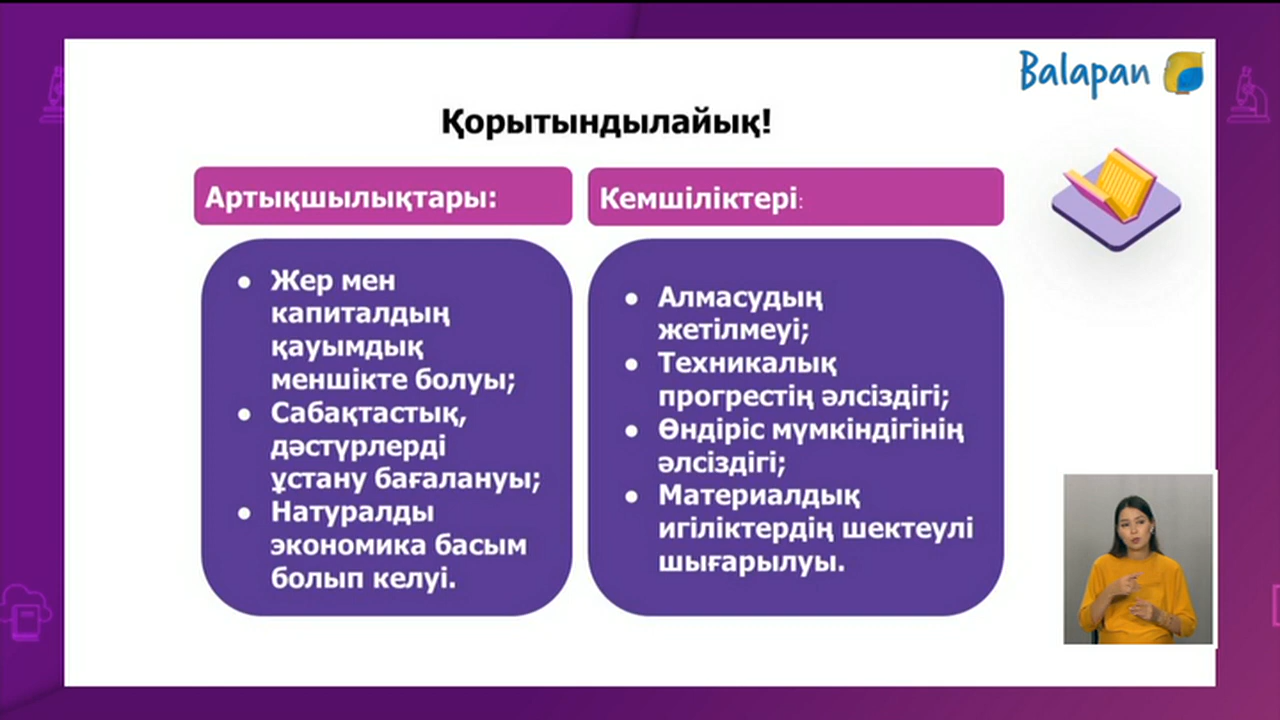 Balapan
Қорытындылайық!
Артықшылықтары:
Кемшіліктері:
● Жер мен
капиталдың
қауымдық
меншікте болуы;
● Сабақтастық,
дәстүрлерді
ұстану бағалануы;
● Натуралды
экономика басым
болып келуі.
● Алмасудың
жетілмеуі;
● Техникалық
прогрестің әлсіздігі;
● Өндіріс мүмкіндігінің
әлсіздігі;
● Материалдық
игіліктердің шектеулі
шығарылуы.